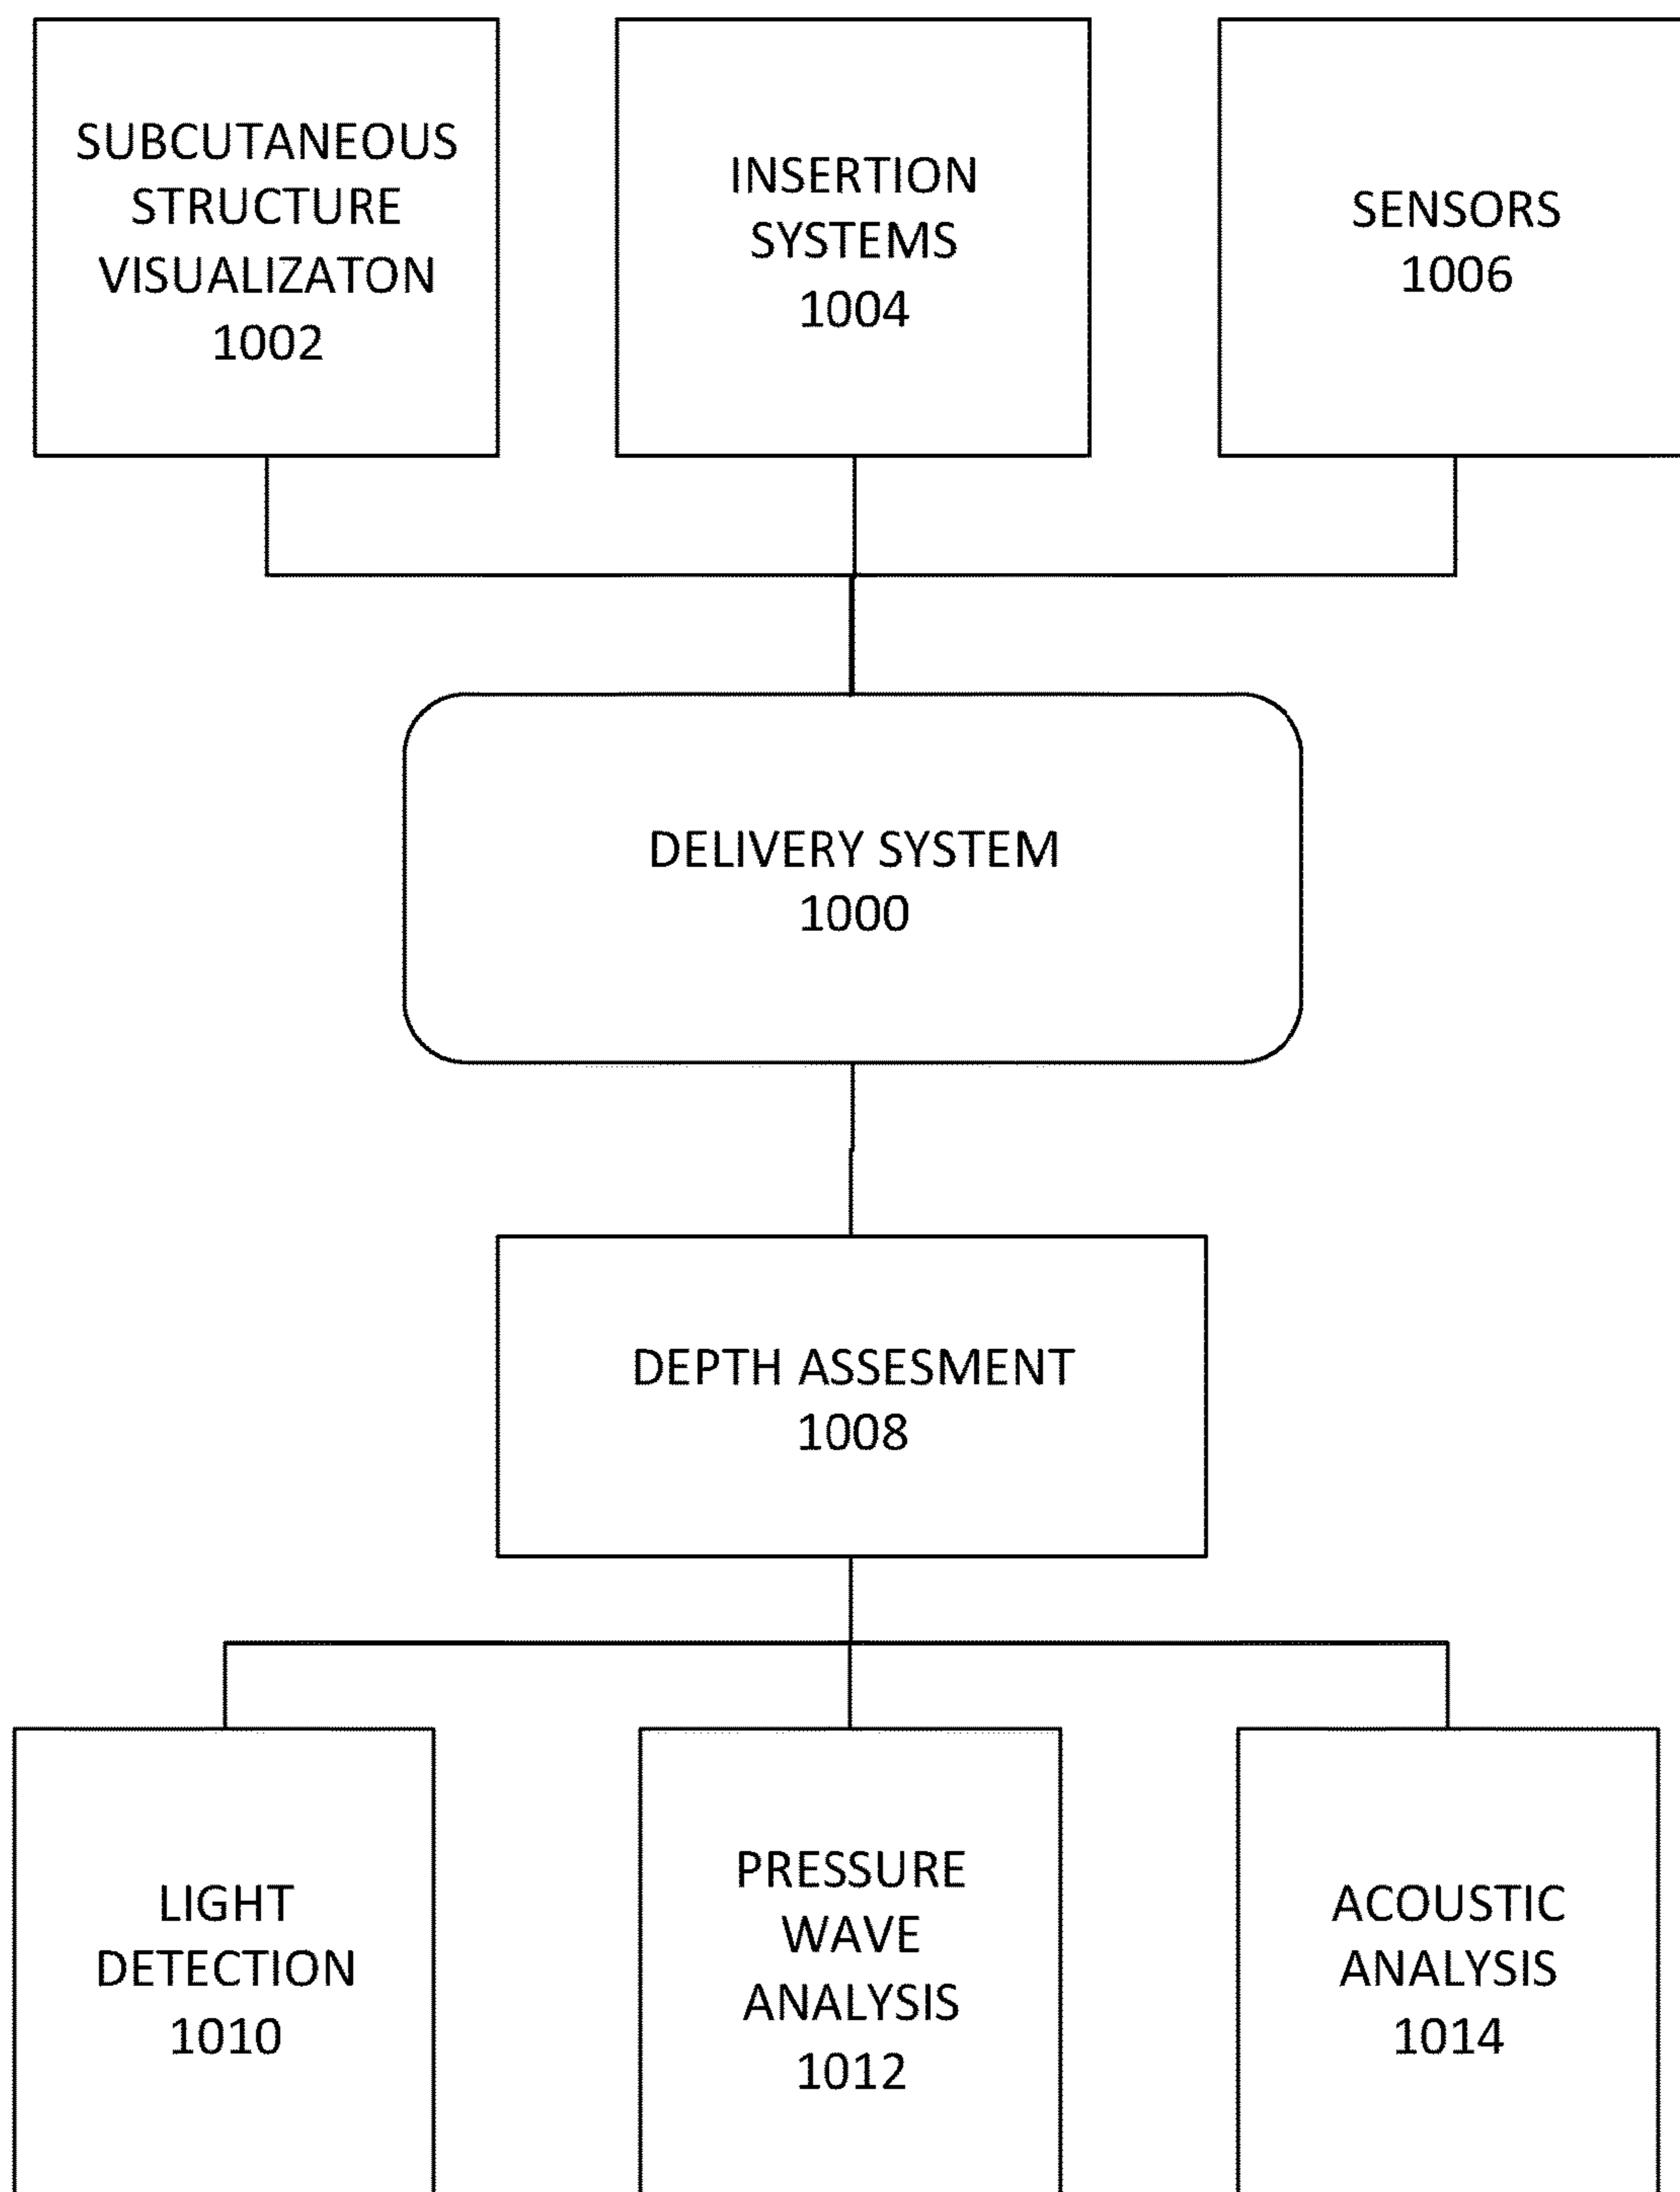 SUBCUTANEOUS
STRUCTURE
VISUALIZATON
1002
INSERTION
SYSTEMS
1004
SENSORS
1006
DELIVERY SYSTEM
1000
DEPTH ASSESMENT
1008
LIGHT
DETECTION
1010
PRESSURE
WAVE
ANALYSIS
1012
ACOUSTIC
ANALYSIS
1014